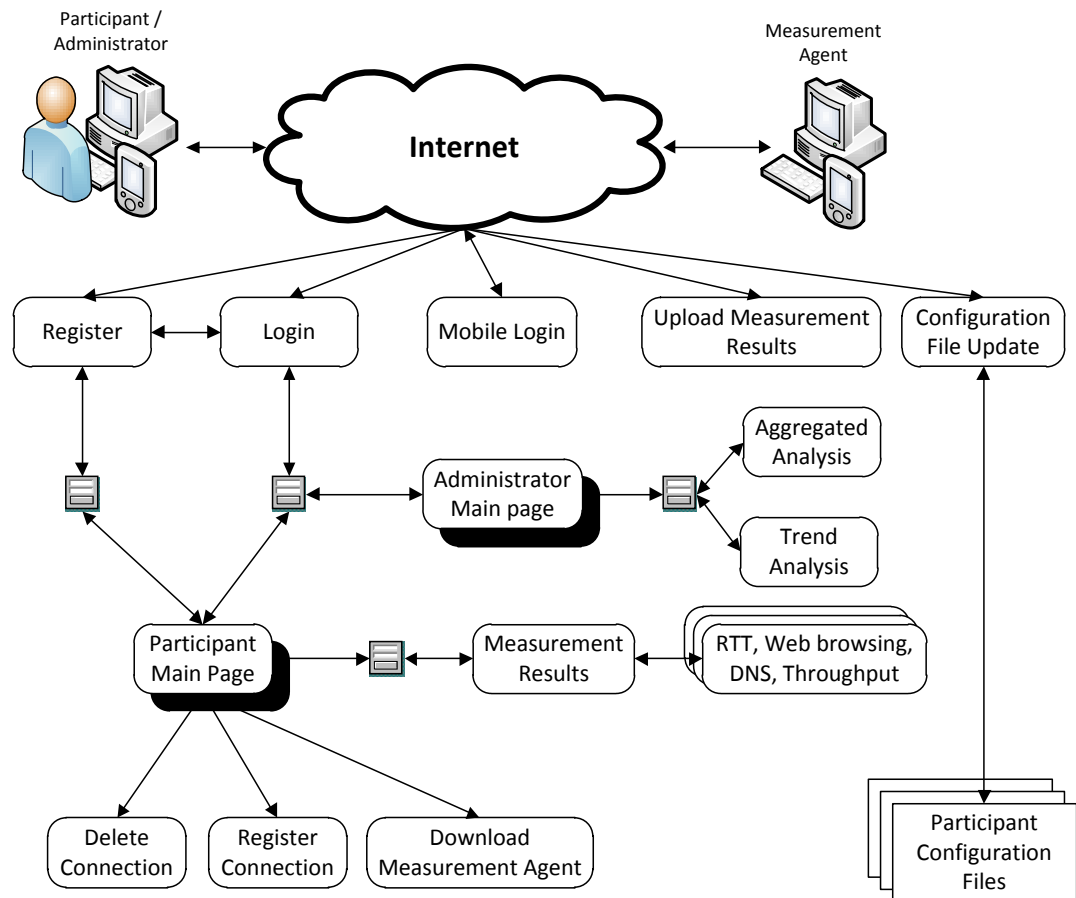 Participant /
Administrator
Measurement
Agent
Internet
Register
Login
Mobile Login
Upload Measurement
Results
Configuration
File Update
Aggregated
Analysis
Administrator
Main page
Trend
Analysis
Participant
Main Page
Measurement
Results
RTT, Web browsing,
DNS, Throughput
Delete
Connection
Register
Connection
Download
Measurement Agent
Participant
Configuration
Files